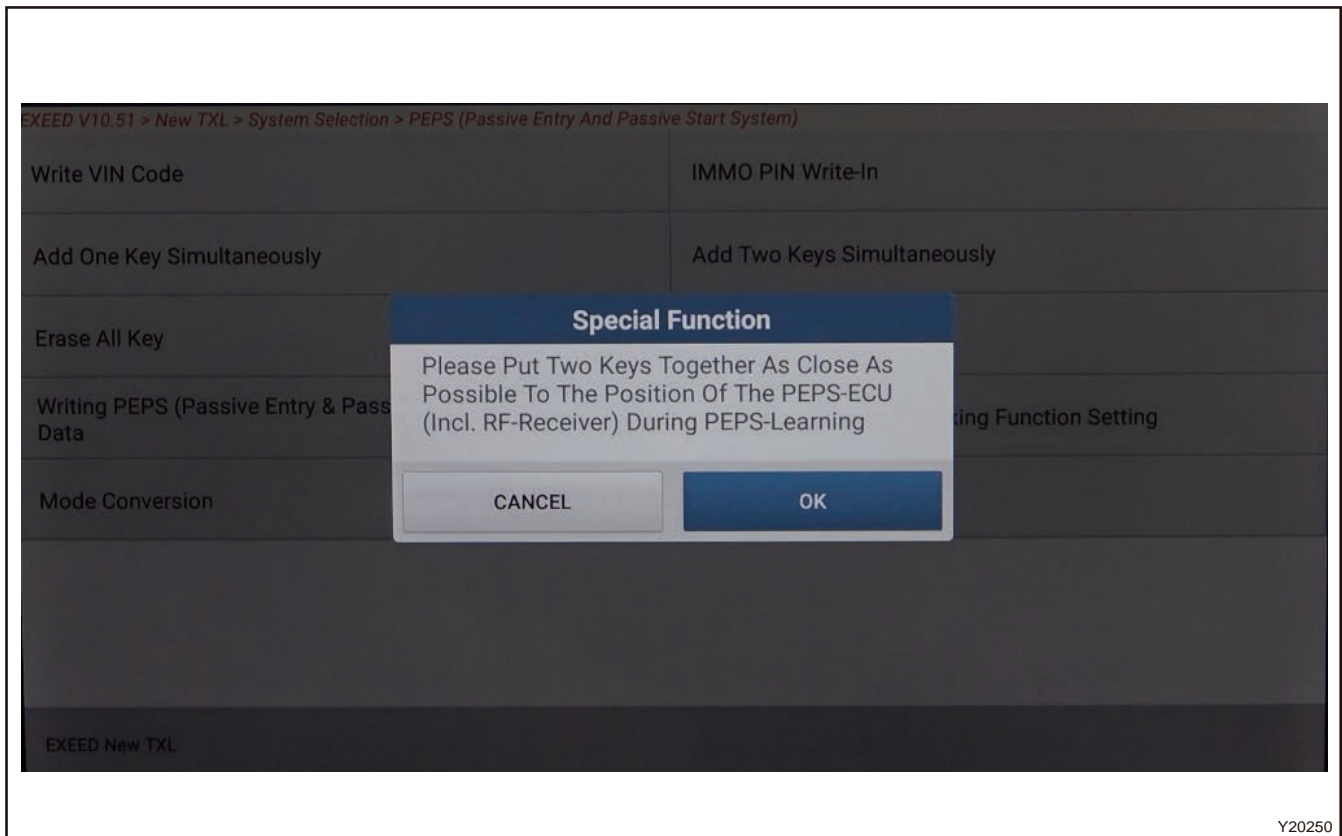 EXEED V10.51 > New TXL > System Selection > PEPS (Passive Entry And Passive Start System)
Write VIN Code
IMMO PIN Write-In
Add One Key Simultaneously
Add Two Keys Simultaneously
Erase All Key
Special Function
Please Put Two Keys Together As Close As
Possible To The Position Of The PEPS-ECU
(Incl. RF-Receiver) During PEPS-Learning
Writing PEPS (Passive Entry & Pass
Data
king Function Setting
Mode Conversion
CANCEL
OK
EXEED New TXL
Y20250